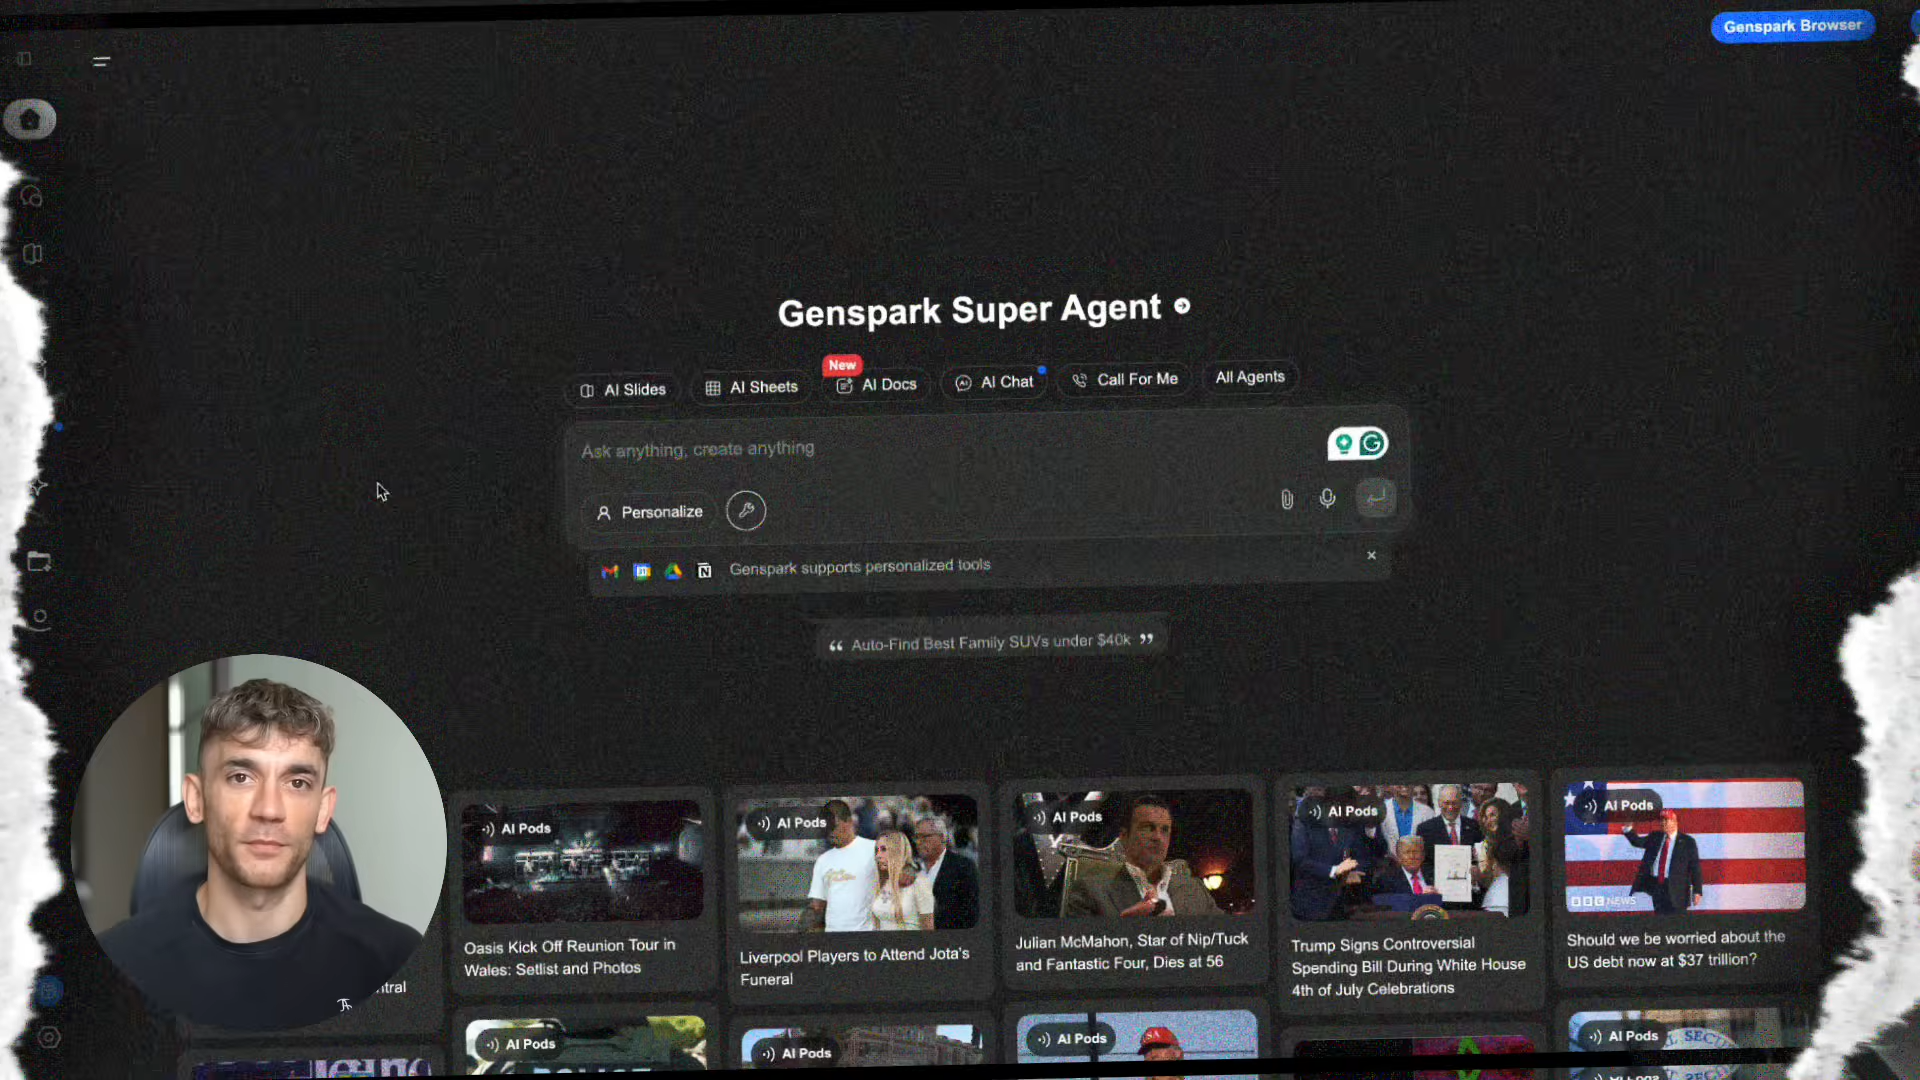 Genspark Browser
Genspark Super Agent
New
AI Slides
AI Sheets
AI Docs
AI Chat
Call For Me
All Agents
Ask anything, create anything
Personalize
31
Genspark supports personalized tools
“ Auto-Find Best Family SUVs under $40k ”
AI Pods
AI Pods
AI Pods
AI Pods
AI Pods
BBC NEWS
Oasis Kick Off Reunion Tour in
Wales: Setlist and Photos
Liverpool Players to Attend Jota's
Funeral
Julian McMahon, Star of Nip/Tuck
and Fantastic Four, Dies at 56
Trump Signs Controversial
Spending Bill During White House
4th of July Celebrations
Should we be worried about the
US debt now at $37 trillion?
ntral
AI Pods
AI Pods
AI Pods
AI Pods